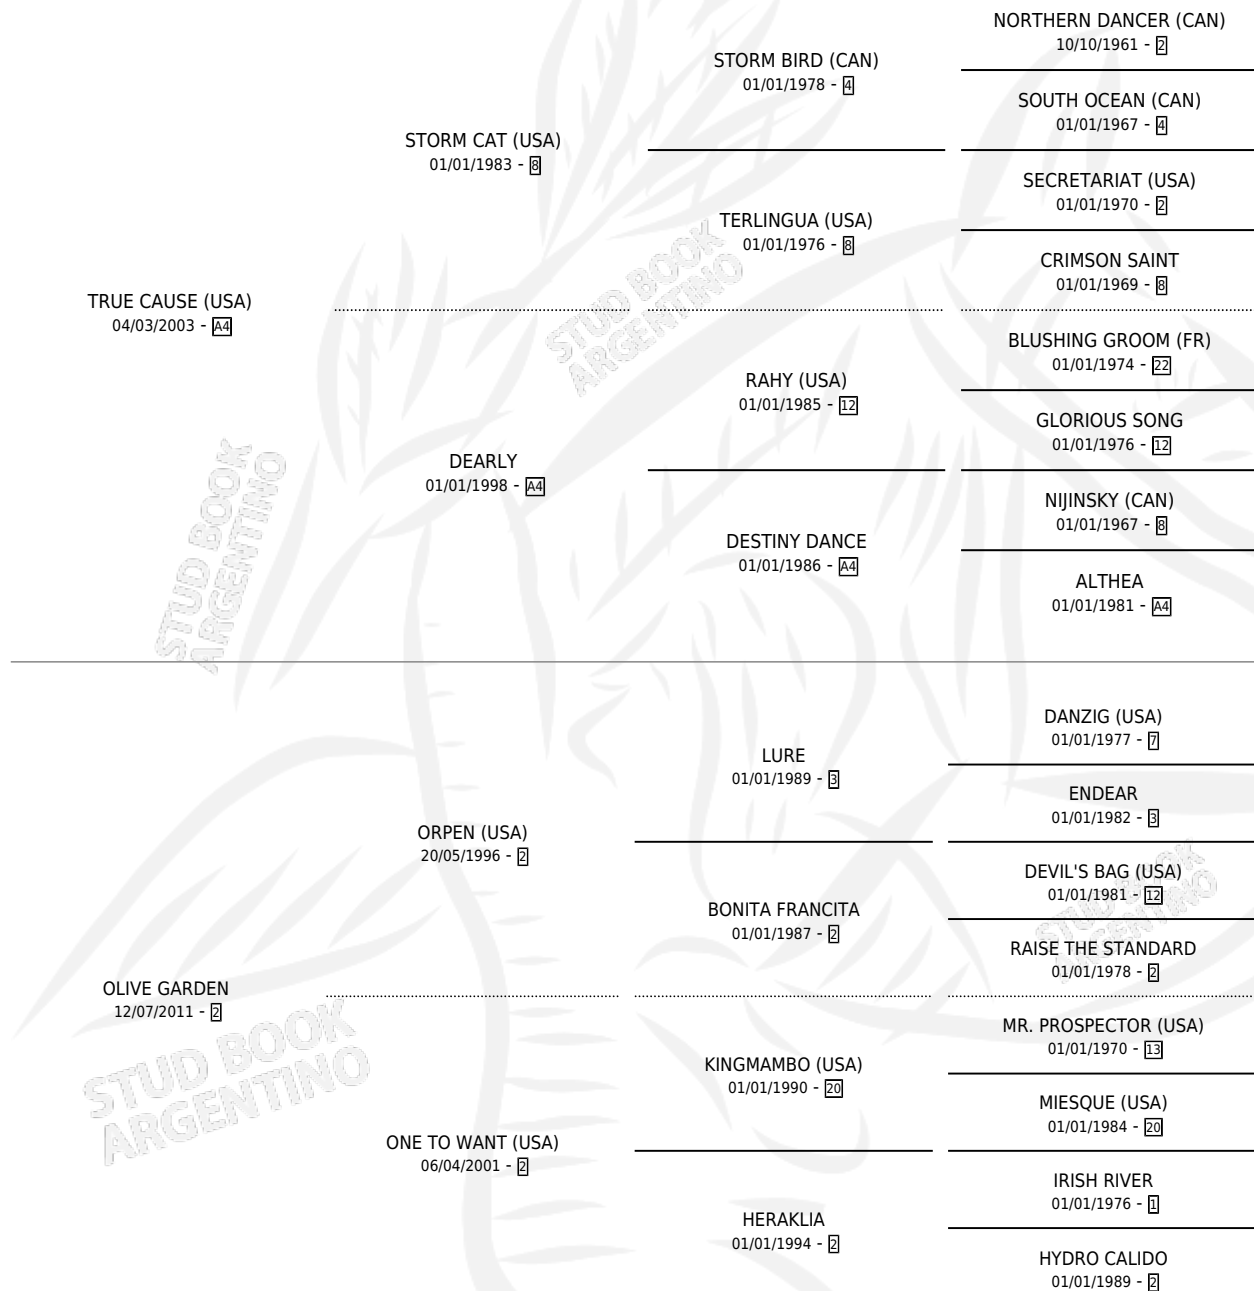 NORTHERN DANCER (CAN)
10/10/1961 - 2
STORM BIRD (CAN)
01/01/1978 - 4
SOUTH OCEAN (CAN)
01/01/1967 - 4
STORM CAT (USA)
01/01/1983 - 8
SECRETARIAT (USA)
01/01/1970 - 2
TERLINGUA (USA)
01/01/1976 - 8
CRIMSON SAINT
01/01/1969 - 8
TRUE CAUSE (USA)
04/03/2003 - A4
BLUSHING GROOM (FR)
01/01/1974 - 22
RAHY (USA)
01/01/1985 - 12
GLORIOUS SONG
01/01/1976 - 12
DEARLY
01/01/1998 - A4
NIJINSKY (CAN)
01/01/1967 - 8
DESTINY DANCE
01/01/1986 - A4
ALTHEA
01/01/1981 - A4
DANZIG (USA)
01/01/1977 - 7
LURE
01/01/1989 - 3
ENDEAR
01/01/1982 - 3
ORPEN (USA)
20/05/1996 - 2
DEVIL'S BAG (USA)
01/01/1981 - 12
BONITA FRANCITA
01/01/1987 - 2
RAISE THE STANDARD
01/01/1978 - 2
OLIVE GARDEN
12/07/2011 - 2
MR. PROSPECTOR (USA)
01/01/1970 - 13
KINGMAMBO (USA)
01/01/1990 - 20
MIESQUE (USA)
01/01/1984 - 20
ONE TO WANT (USA)
06/04/2001 - 2
IRISH RIVER
01/01/1976 - 1
HERAKLIA
01/01/1994 - 2
HYDRO CALIDO
01/01/1989 - 2
STUD BOOK
ARGENTINO
STUD BOOK
ARGENTINO
STUD BOOK
ARGENTINO
STUD BOOK
ARGENTINO